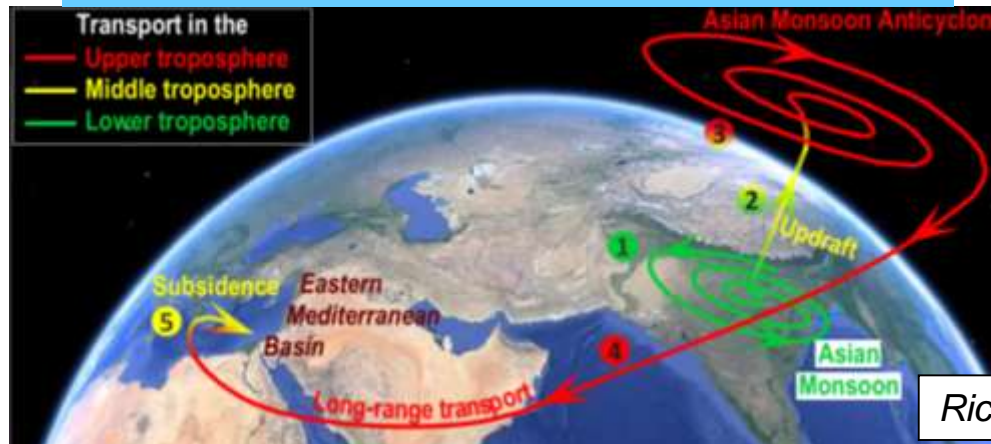 Transport in the
Upper troposphere
Middle troposphere
Lower troposphere
Asian Monsoon Anticyclon
3
2
Updraft
1
Subsidence
5
Eastern
Mediterranean
Basin
4
Long-range transport
Asian
Monsoon
Ric